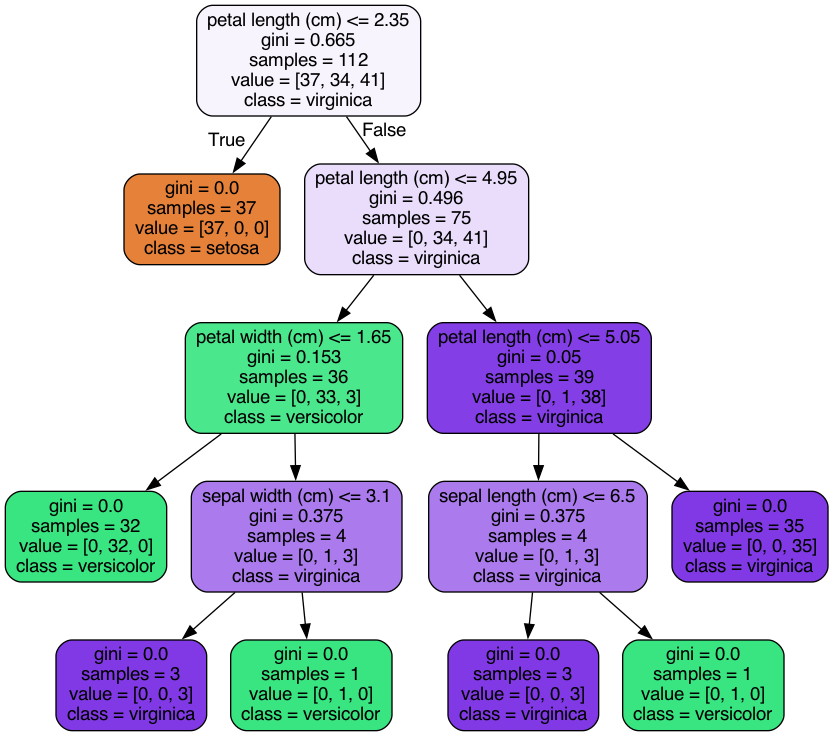 petal length (cm) <= 2.35
gini = 0.665
samples = 112
value = [37, 34, 41]
class = virginica
True
False
gini = 0.0
samples = 37
value = [37, 0, 0]
class = setosa
petal length (cm) <= 4.95
gini = 0.496
samples = 75
value = [0, 34, 41]
class = virginica
petal width (cm) <= 1.65
gini = 0.153
samples = 36
value = [0, 33, 3]
class = versicolor
petal length (cm) <= 5.05
gini = 0.05
samples = 39
value = [0, 1, 38]
class = virginica
gini = 0.0
samples = 32
value = [0, 32, 0]
class = versicolor
sepal width (cm) <= 3.1
gini = 0.375
samples = 4
value = [0, 1, 3]
class = virginica
sepal length (cm) <= 6.5
gini = 0.375
samples = 4
value = [0, 1, 3]
class = virginica
gini = 0.0
samples = 35
value = [0, 0, 35]
class = virginica
gini = 0.0
samples = 3
value = [0, 0, 3]
class = virginica
gini = 0.0
samples = 1
value = [0, 1, 0]
class = versicolor
gini = 0.0
samples = 3
value = [0, 0, 3]
class = virginica
gini = 0.0
samples = 1
value = [0, 1, 0]
class = versicolor